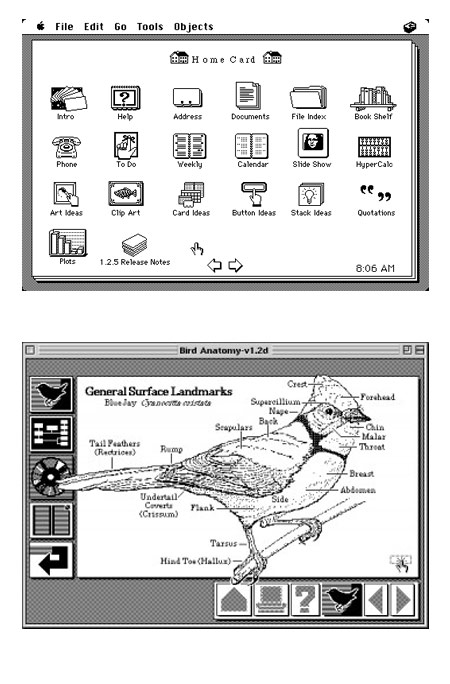 File Edit Go Tools Objects
Home Card
Intro Help Address Documents File Index Book Shelf
Phone To Do Weekly Calendar Slide Show HyperCalc
Art Ideas Clip Art Card Ideas Button Ideas Stack Ideas Quotations
Plots 1.2.5 Release Notes
8:06 AM
Bird Anatomy-v1.2d
General Surface Landmarks
Blue Jay Cyanocitta cristata
Crest
Forehead
Supercillium
Nape
Back
Scapulars
Chin
Malar
Throat
Tail Feathers
(Rectrices)
Rump
Breast
Abdomen
Undertail
Coverts
(Crissum)
Side
Flank
Tarsus
Hind Toe (Hallux)